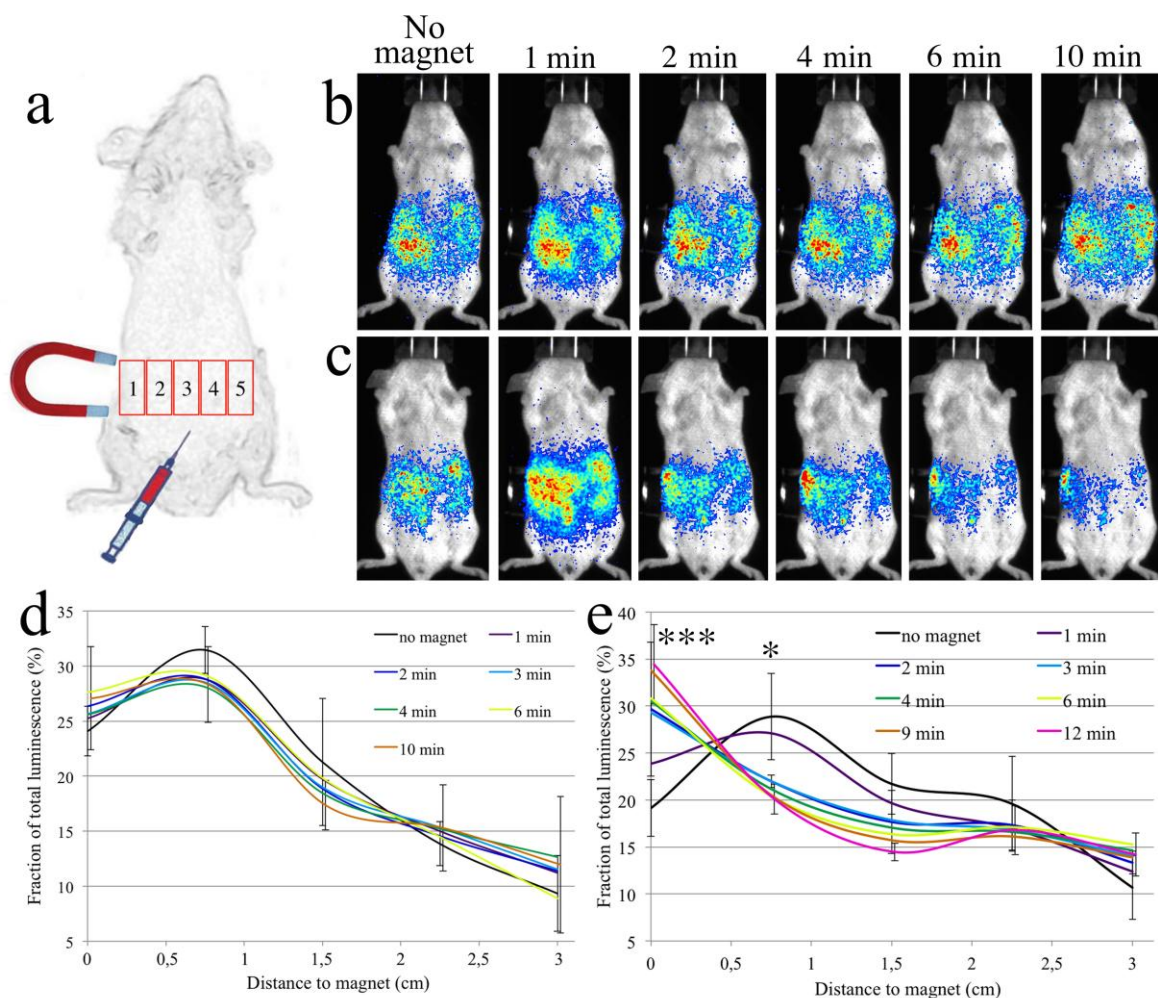 No magnet
1 min
2 min
4 min
6 min
10 min
a
b
1 2 3 4 5
c
d
35
30
25
20
15
10
5
0 0,5 1 1,5 2 2,5 3
Fraction of total luminescence (%)
Distance to magnet (cm)
no magnet
1 min
2 min
3 min
4 min
6 min
10 min
e
40
35
30
25
20
15
10
5
0 0,5 1 1,5 2 2,5 3
Fraction of total luminescence (%)
Distance to magnet (cm)
***
*
no magnet
1 min
2 min
3 min
4 min
6 min
9 min
12 min